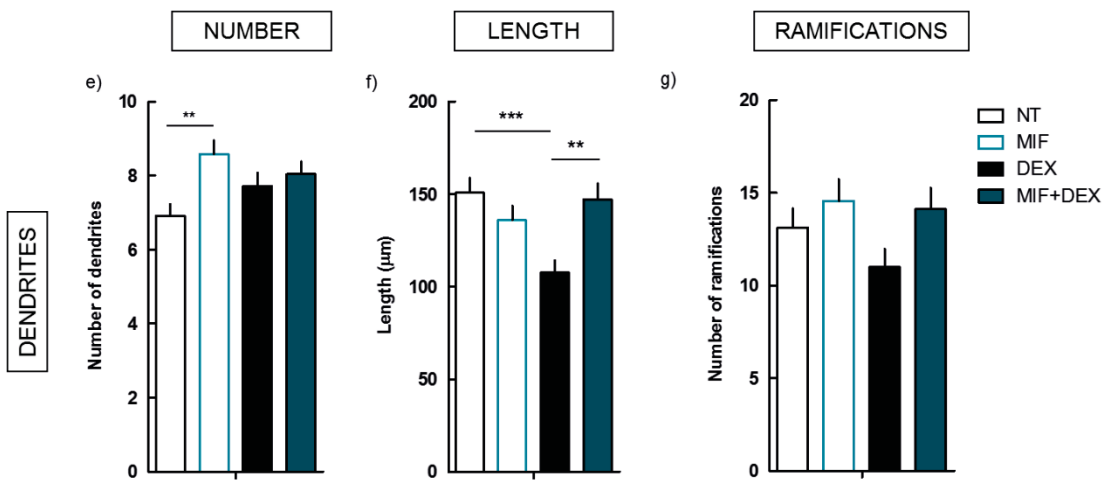 NUMBER
LENGTH
RAMIFICATIONS
DENDRITES
e)
Number of dendrites
10
8
6
4
2
0
**
f)
Length (μm)
200
150
100
50
0
***
**
g)
Number of ramifications
20
15
10
5
0
NT
MIF
DEX
MIF+DEX